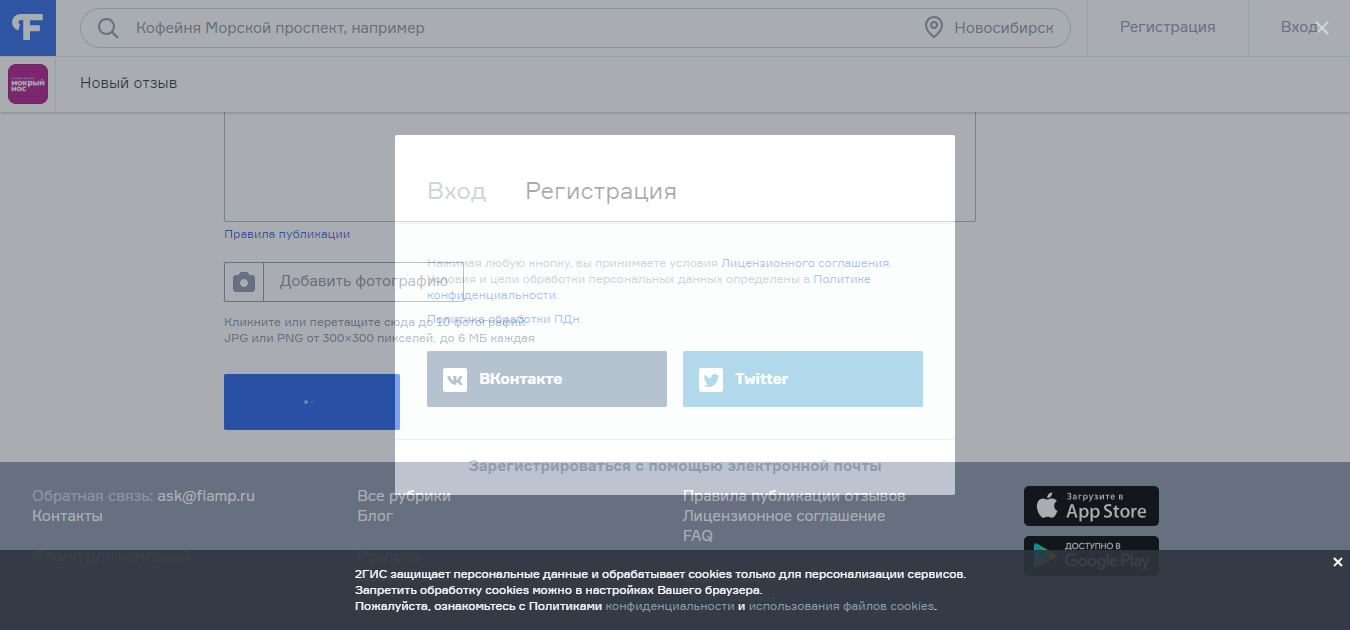 Кофейня Морской проспект, например
Новосибирск
Регистрация
Вход
мокрый
нос
Новый отзыв
Вход
Регистрация
Правила публикации
Нажимая любую кнопку, вы принимаете условия Лицензионного соглашения.
Условия и цели обработки персональных данных определены в Политике
конфиденциальности.
Добавить фотографию
Политика обработки ПДн.
Кликните или перетащите сюда до 10 фотографий
JPG или PNG от 300×300 пикселей, до 6 МБ каждая
ВКонтакте
Twitter
Зарегистрироваться с помощью электронной почты
Обратная связь: ask@flamp.ru
Контакты
Фламп для компаний
Все рубрики
Блог
Реклама
Правила публикации отзывов
Лицензионное соглашение
FAQ
Загрузите в
App Store
ДОСТУПНО В
Google Play
2ГИС защищает персональные данные и обрабатывает cookies только для персонализации сервисов.
Запретить обработку cookies можно в настройках Вашего браузера.
Пожалуйста, ознакомьтесь с Политиками конфиденциальности и использования файлов cookies.